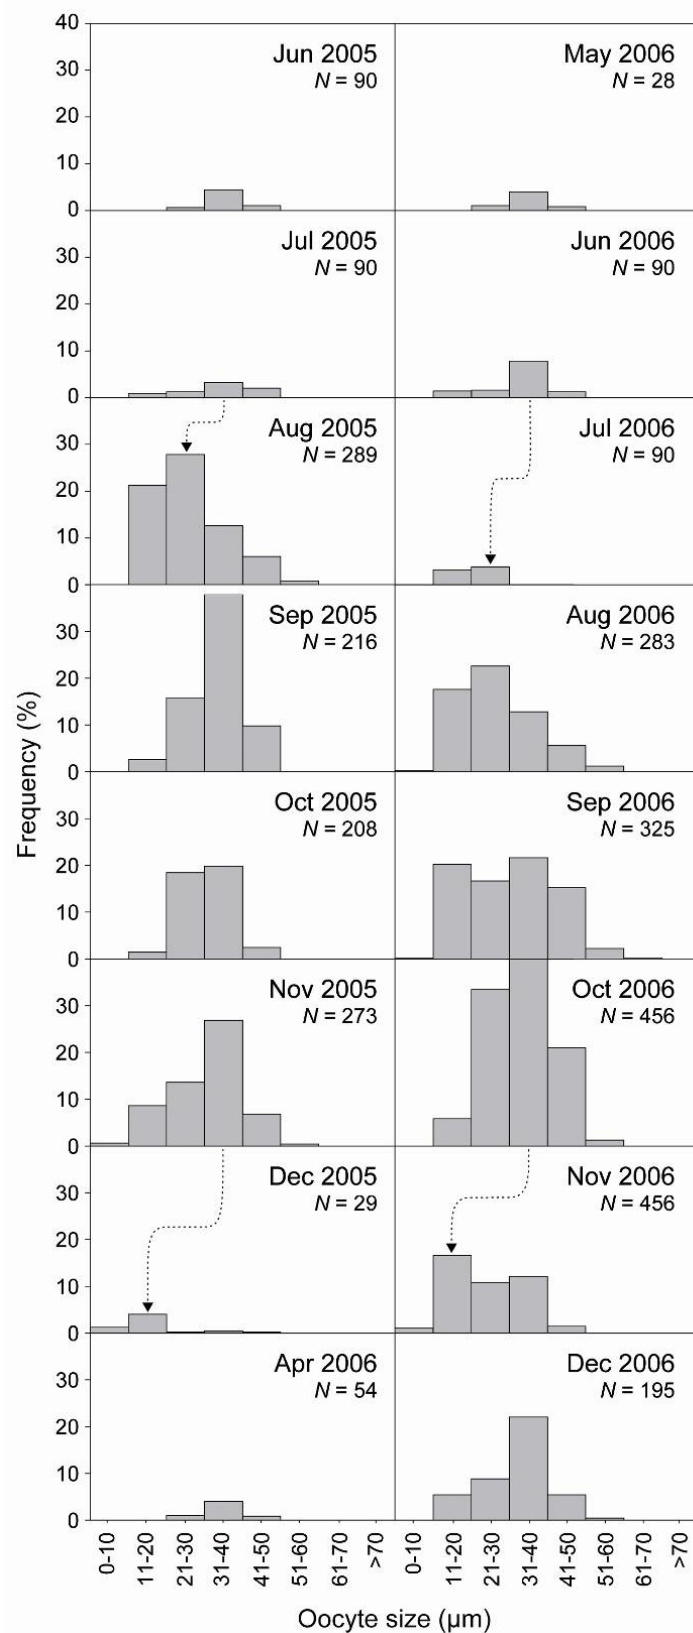 40
30
20
10
0
Jun 2005
N = 90
May 2006
N = 28
30
20
10
0
Jul 2005
N = 90
Jun 2006
N = 90
30
20
10
0
Aug 2005
N = 289
Jul 2006
N = 90
30
20
10
0
Sep 2005
N = 216
Aug 2006
N = 283
Frequency (%)
30
20
10
0
Oct 2005
N = 208
Sep 2006
N = 325
30
20
10
0
Nov 2005
N = 273
Oct 2006
N = 456
30
20
10
0
Dec 2005
N = 29
Nov 2006
N = 456
30
20
10
0
Apr 2006
N = 54
Dec 2006
N = 195
0-10
11-20
21-30
31-40
41-50
51-60
61-70
>70
0-10
11-20
21-30
31-40
41-50
51-60
61-70
>70
Oocyte size (µm)